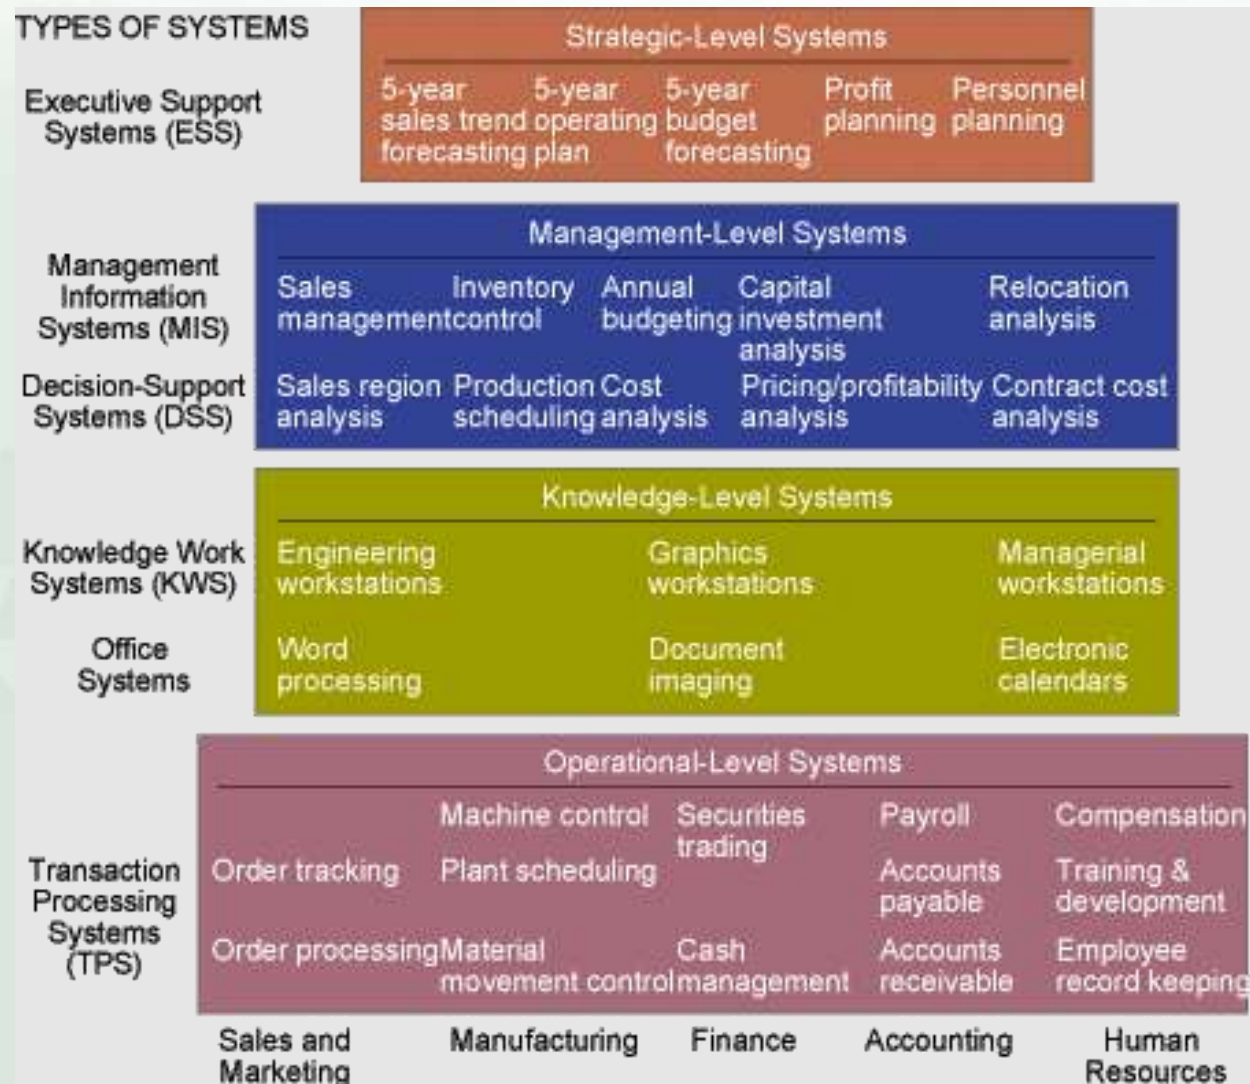 TYPES OF SYSTEMS
Strategic-Level Systems
Executive Support
Systems (ESS)
5-year
sales trend
forecasting
5-year
operating
plan
5-year
budget
forecasting
Profit
planning
Personnel
planning
Management-Level Systems
Management
Information
Systems (MIS)
Sales
management
Inventory
control
Annual
budgeting
Capital
investment
analysis
Relocation
analysis
Decision-Support
Systems (DSS)
Sales region
analysis
Production
scheduling
Cost
analysis
Pricing/profitability
analysis
Contract cost
analysis
Knowledge-Level Systems
Knowledge Work
Systems (KWS)
Engineering
workstations
Graphics
workstations
Managerial
workstations
Office
Systems
Word
processing
Document
imaging
Electronic
calendars
Operational-Level Systems
Transaction
Processing
Systems
(TPS)
Machine control
Securities
trading
Payroll
Compensation
Order tracking
Plant scheduling
Accounts
payable
Training &
development
Order processing
Material
movement control
Cash
management
Accounts
receivable
Employee
record keeping
Sales and
Marketing
Manufacturing
Finance
Accounting
Human
Resources